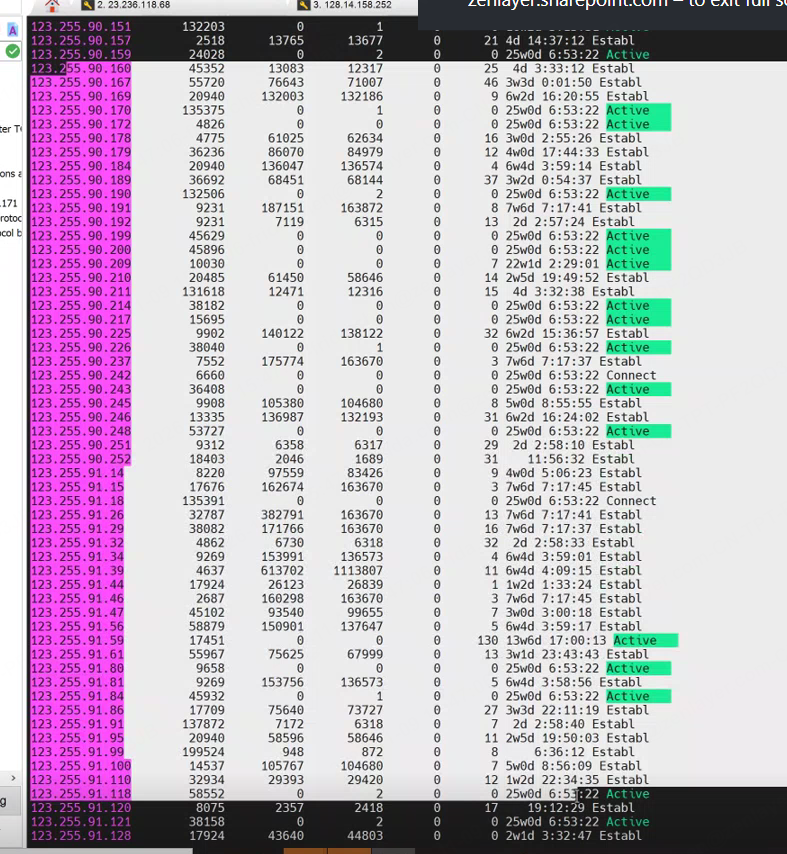 2. 23.236.118.68 3. 128.14.158.252
zenlayer.sharepoint.com – to exit full
123.255.90.151 132203 0 1 0
123.255.90.157 2518 13765 13677 0 21 4d 14:37:12 Establ
123.255.90.159 24028 0 2 0 0 25w0d 6:53:22 Active
123.255.90.160 45352 13083 12317 0 25 4d 3:33:12 Establ
123.255.90.167 55720 76643 71007 0 46 3w3d 0:01:50 Establ
123.255.90.169 20940 132003 132186 0 9 6w2d 16:20:55 Establ
123.255.90.170 135375 0 1 0 0 25w0d 6:53:22 Active
123.255.90.172 4826 0 0 0 0 25w0d 6:53:22 Active
123.255.90.178 4775 61025 62634 0 16 3w0d 2:55:26 Establ
123.255.90.179 36236 86070 84979 0 12 4w0d 17:44:33 Establ
123.255.90.184 20940 136047 136574 0 4 6w4d 3:59:14 Establ
123.255.90.189 36692 68451 68144 0 37 3w2d 0:54:37 Establ
123.255.90.190 132506 0 2 0 0 25w0d 6:53:22 Active
123.255.90.191 9231 187151 163872 0 8 7w6d 7:17:41 Establ
123.255.90.192 9231 7119 6315 0 13 2d 2:57:24 Establ
123.255.90.199 45629 0 0 0 0 25w0d 6:53:22 Active
123.255.90.200 45896 0 0 0 0 25w0d 6:53:22 Active
123.255.90.209 10030 0 0 0 7 22w1d 2:29:01 Active
123.255.90.210 20485 61450 58646 0 14 2w5d 19:49:52 Establ
123.255.90.211 131618 12471 12316 0 15 4d 3:32:38 Establ
123.255.90.214 38182 0 0 0 0 25w0d 6:53:22 Active
123.255.90.217 15695 0 0 0 0 25w0d 6:53:22 Active
123.255.90.225 9902 140122 138122 0 32 6w2d 15:36:57 Establ
123.255.90.226 38040 0 1 0 0 25w0d 6:53:22 Active
123.255.90.237 7552 175774 163670 0 3 7w6d 7:17:37 Establ
123.255.90.242 6660 0 0 0 0 25w0d 6:53:22 Connect
123.255.90.243 36408 0 0 0 0 25w0d 6:53:22 Active
123.255.90.245 9908 105380 104680 0 8 5w0d 8:55:55 Establ
123.255.90.246 13335 136987 132193 0 31 6w2d 16:24:02 Establ
123.255.90.248 53727 0 0 0 0 25w0d 6:53:22 Active
123.255.90.251 9312 6358 6317 0 29 2d 2:58:10 Establ
123.255.90.252 18403 2046 1689 0 31 11:56:32 Establ
123.255.91.14 8220 97559 83426 0 9 4w0d 5:06:23 Establ
123.255.91.15 17676 162674 163670 0 3 7w6d 7:17:45 Establ
123.255.91.18 135391 0 0 0 0 25w0d 6:53:22 Connect
123.255.91.26 32787 382791 163670 0 13 7w6d 7:17:41 Establ
123.255.91.29 38082 171766 163670 0 16 7w6d 7:17:37 Establ
123.255.91.32 4862 6730 6318 0 32 2d 2:58:33 Establ
123.255.91.34 9269 153991 136573 0 4 6w4d 3:59:01 Establ
123.255.91.39 4637 613702 1113807 0 11 6w4d 4:09:15 Establ
123.255.91.44 17924 26123 26839 0 1 1w2d 1:33:24 Establ
123.255.91.46 2687 160298 163670 0 3 7w6d 7:17:45 Establ
123.255.91.47 45102 93540 99655 0 7 3w0d 3:00:18 Establ
123.255.91.56 58879 150901 137647 0 5 6w4d 3:59:17 Establ
123.255.91.59 17451 0 0 0 130 13w6d 17:00:13 Active
123.255.91.61 55967 75625 67999 0 13 3w1d 23:43:43 Establ
123.255.91.80 9658 0 0 0 0 25w0d 6:53:22 Active
123.255.91.81 9269 153756 136573 0 5 6w4d 3:58:56 Establ
123.255.91.84 45932 0 1 0 0 25w0d 6:53:22 Active
123.255.91.86 17709 75640 73727 0 27 3w3d 22:11:19 Establ
123.255.91.91 137872 7172 6318 0 7 2d 2:58:40 Establ
123.255.91.95 20940 58596 58646 0 11 2w5d 19:50:03 Establ
123.255.91.99 199524 948 872 0 8 6:36:12 Establ
123.255.91.100 14537 105767 104680 0 7 5w0d 8:56:09 Establ
123.255.91.110 32934 29393 29420 0 12 1w2d 22:34:35 Establ
123.255.91.118 58552 0 2 0 0 25w0d 6:53:22 Active
123.255.91.120 8075 2357 2418 0 17 19:12:29 Establ
123.255.91.121 38158 0 2 0 0 25w0d 6:53:22 Active
123.255.91.128 17924 43640 44803 0 0 2w1d 3:32:47 Establ